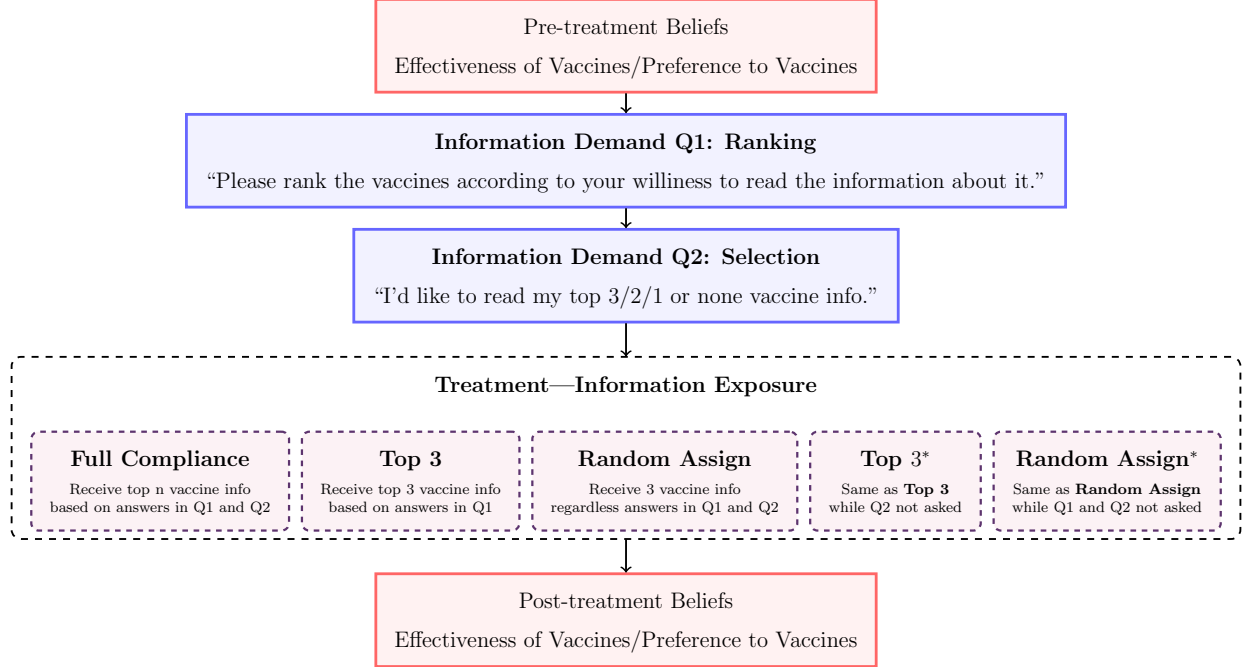 Pre-treatment Beliefs
Effectiveness of Vaccines/Preference to Vaccines
Information Demand Q1: Ranking
“Please rank the vaccines according to your williness to read the information about it.”
Information Demand Q2: Selection
“I’d like to read my top 3/2/1 or none vaccine info.”
Treatment—Information Exposure
Full Compliance
Receive top n vaccine info
based on answers in Q1 and Q2
Top 3
Receive top 3 vaccine info
based on answers in Q1
Random Assign
Receive 3 vaccine info
regardless answers in Q1 and Q2
Top 3*
Same as Top 3
while Q2 not asked
Random Assign*
Same as Random Assign
while Q1 and Q2 not asked
Post-treatment Beliefs
Effectiveness of Vaccines/Preference to Vaccines